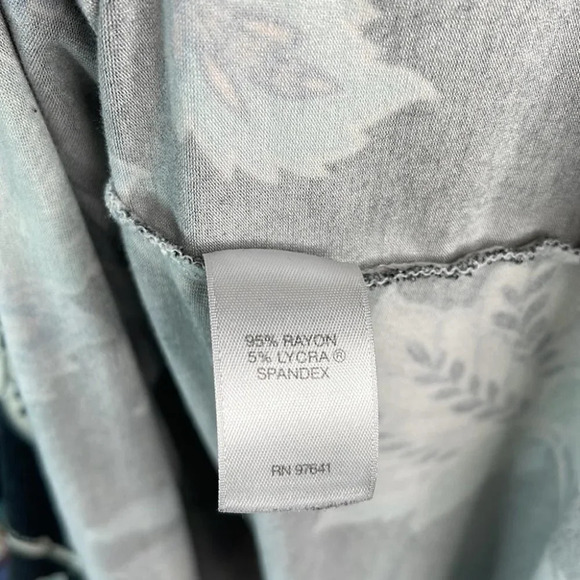 95% RAYON
5% LYCRA®
SPANDEX
RN 97641